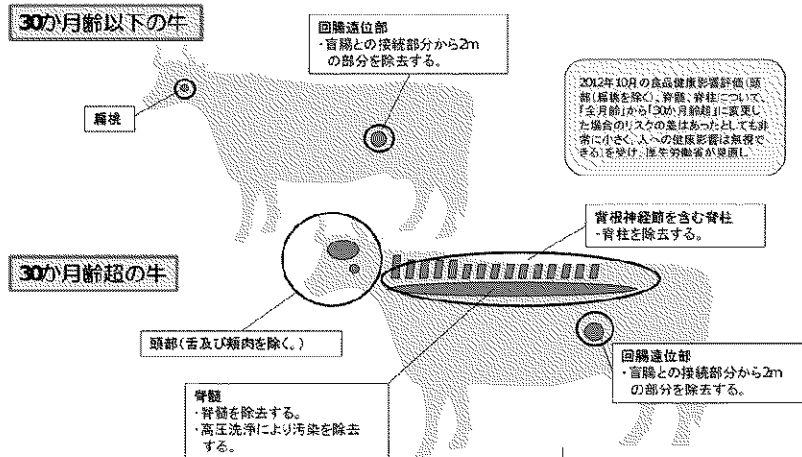 30か月齢以下の牛
回腸遠位部
・盲腸との接続部分から2m
の部分を除去する。
扁桃
2012年10月の食品健康影響評価(頭
部(扁桃を除く)、脊髄、脊柱について、
「全月齢」から「30か月齢超」に変更し
た場合のリスクの差はあったとしても非
常に小さく、人への健康影響は無視で
きる)を受け、厚生労働省が見直し
背根神経節を含む脊柱
・脊柱を除去する。
30か月齢超の牛
頭部(舌及び頬肉を除く。)
回腸遠位部
・盲腸との接続部分から2m
の部分を除去する。
脊髄
・脊髄を除去する。
・高圧洗浄により汚染を除去
する。